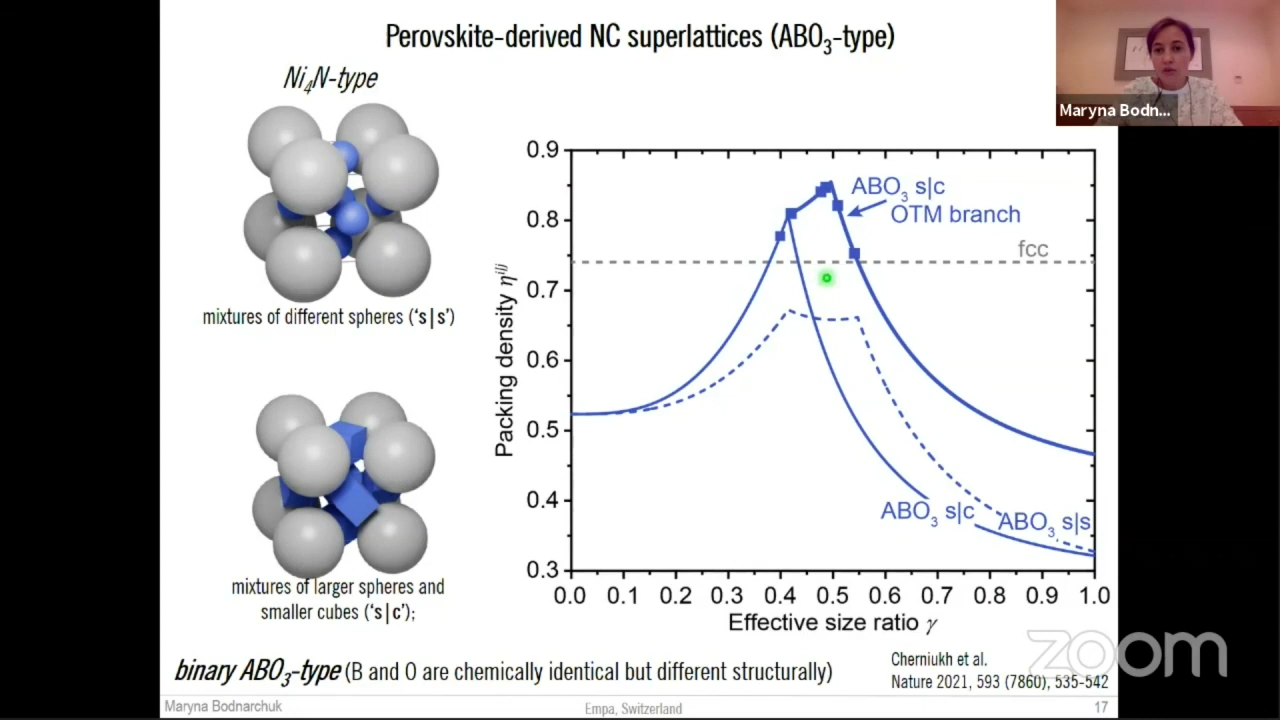 Perovskite-derived NC superlattices (ABO₃-type)
Ni₄N-type
mixtures of different spheres ('s|s')
mixtures of larger spheres and
smaller cubes ('s|c');
0.9
0.8
0.7
0.6
0.5
0.4
0.3
Packing density η^ij
ABO₃ s|c
OTM branch
fcc
ABO₃ s|c
ABO₃ s|s
0.0 0.1 0.2 0.3 0.4 0.5 0.6 0.7 0.8 0.9 1.0
Effective size ratio γ
binary ABO₃-type (B and O are chemically identical but different structurally)
Cherniukh et al.
Nature 2021, 593 (7860), 535-542
Maryna Bodnarchuk
Empa, Switzerland
17
Maryna Bodn...
zoom